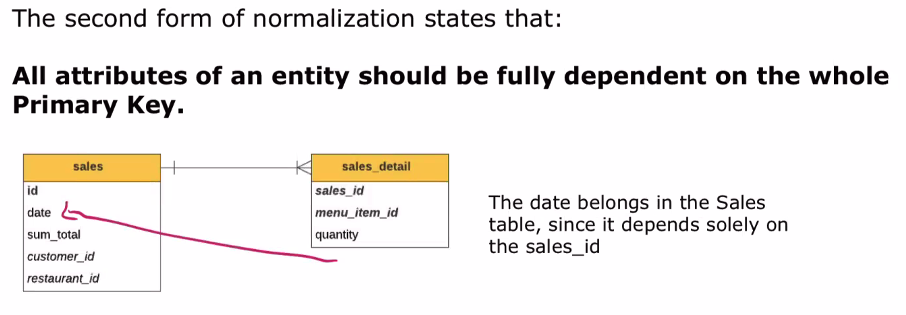 The second form of normalization states that:
All attributes of an entity should be fully dependent on the whole
Primary Key.
sales
id
date
sum_total
customer_id
restaurant_id
sales_detail
sales_id
menu_item_id
quantity
The date belongs in the Sales
table, since it depends solely on
the sales_id